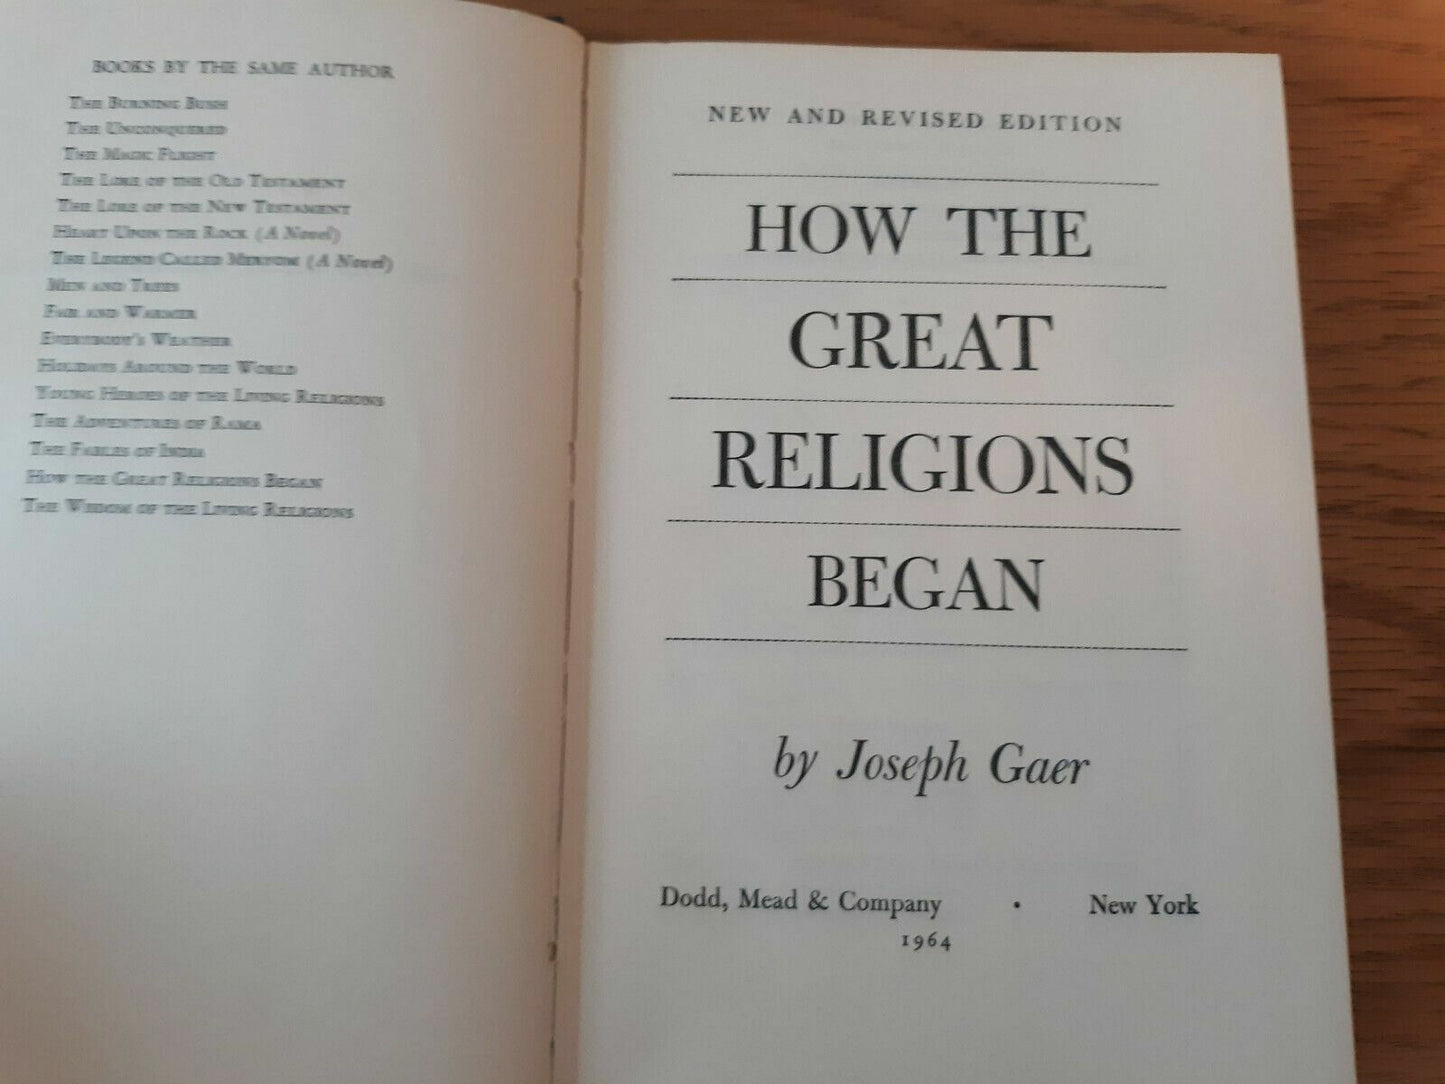 BOOKS BY THE SAME AUTHOR
THE BURNING BUSH
THE UNCONQUERED
THE MAGIC FLIGHT
THE LORE OF THE OLD TESTAMENT
THE LORE OF THE NEW TESTAMENT
HEART UPON THE ROCK (A Novel)
THE LEGEND CALLED MERYOM (A Novel)
MEN AND TREES
FAIR AND WARMER
EVERYBODY'S WEATHER
HOLIDAYS AROUND THE WORLD
YOUNG HEROES OF THE LIVING RELIGIONS
THE ADVENTURES OF RAMA
THE FABLES OF INDIA
HOW THE GREAT RELIGIONS BEGAN
THE WISDOM OF THE LIVING RELIGIONS
NEW AND REVISED EDITION
HOW THE
GREAT
RELIGIONS
BEGAN
by Joseph Gaer
Dodd, Mead & Company • New York
1964